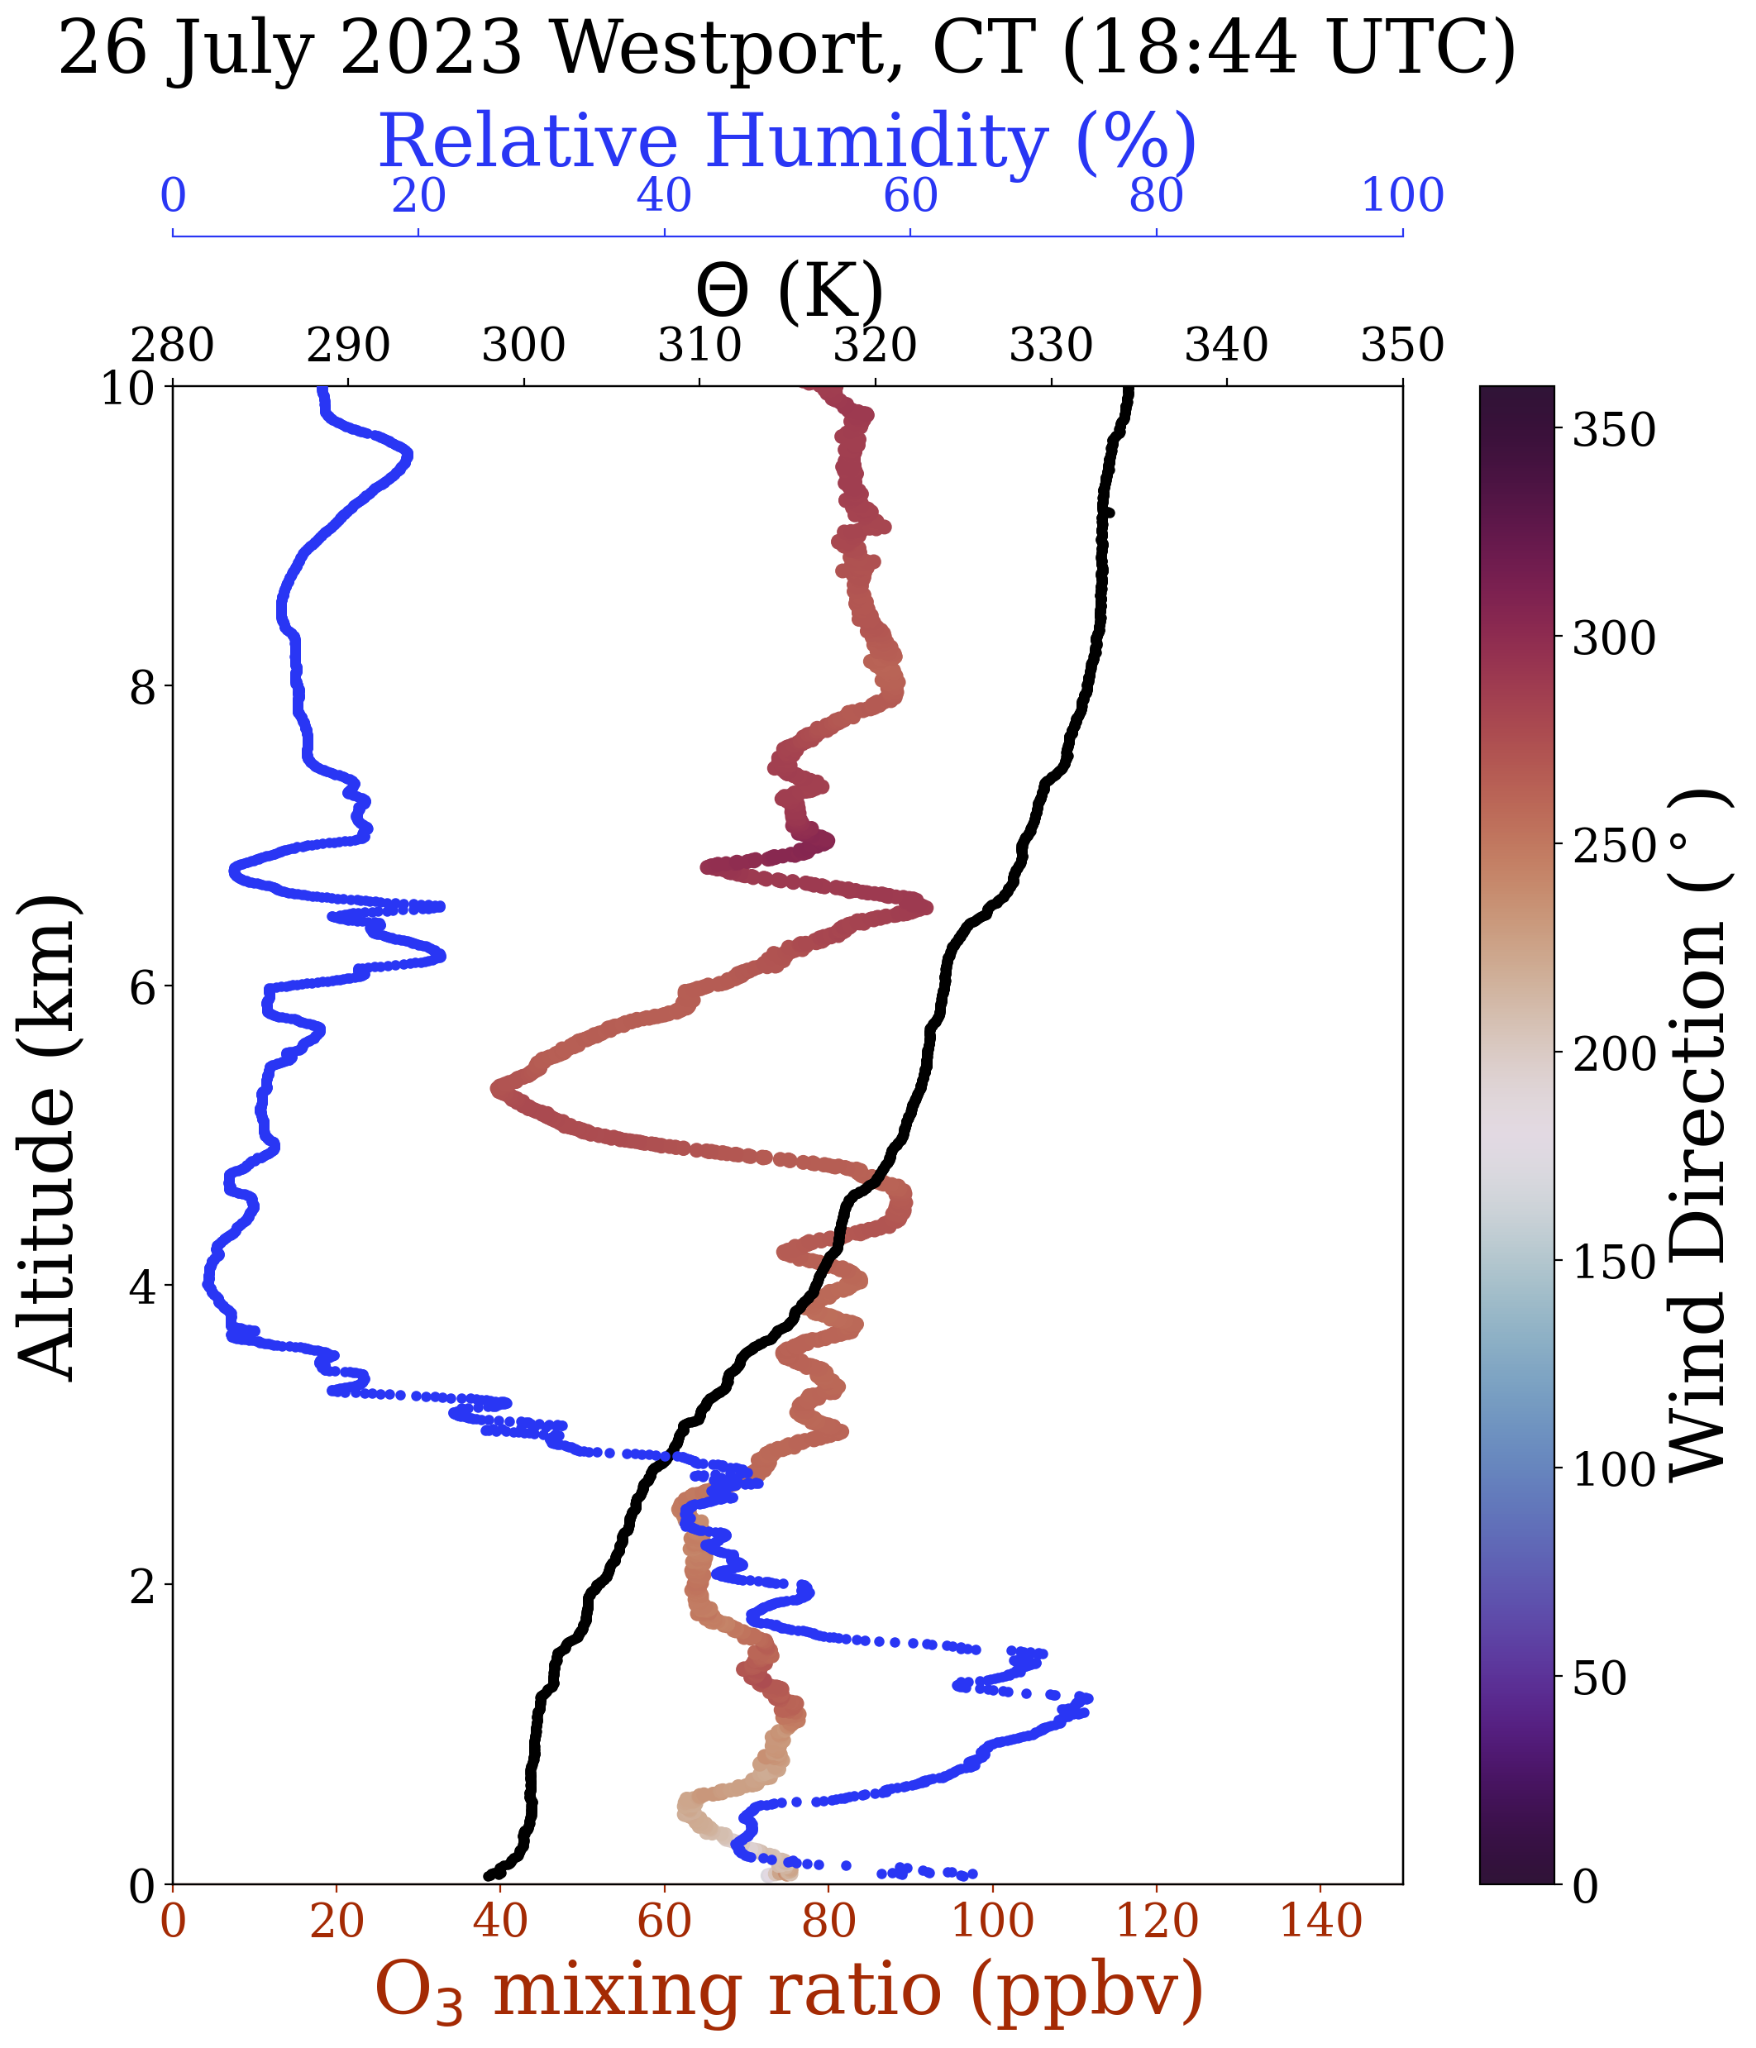 26 July 2023 Westport, CT (18:44 UTC)
Relative Humidity (%)
0 20 40 60 80 100
Θ (K)
280 290 300 310 320 330 340 350
10
8
6
4
2
0
Altitude (km)
0 20 40 60 80 100 120 140
O₃ mixing ratio (ppbv)
350
300
250
200
150
100
50
0
Wind Direction (°)